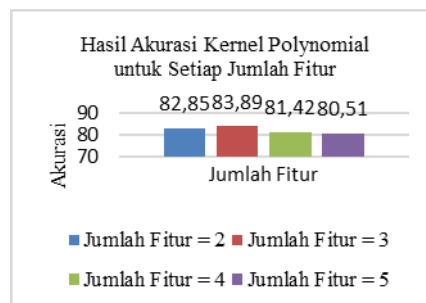 Hasil Akurasi Kernel Polynomial
untuk Setiap Jumlah Fitur
82,85 83,89 81,42 80,51
90
80
70
Akurasi
Jumlah Fitur
Jumlah Fitur = 2 Jumlah Fitur = 3
Jumlah Fitur = 4 Jumlah Fitur = 5